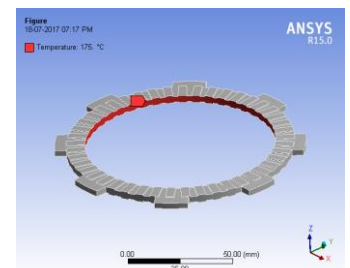 Figure
18-07-2017 07:17 PM
Temperature: 175. °C
ANSYS
R15.0
0.00
50.00 (mm)
25.00
Z
Y
X